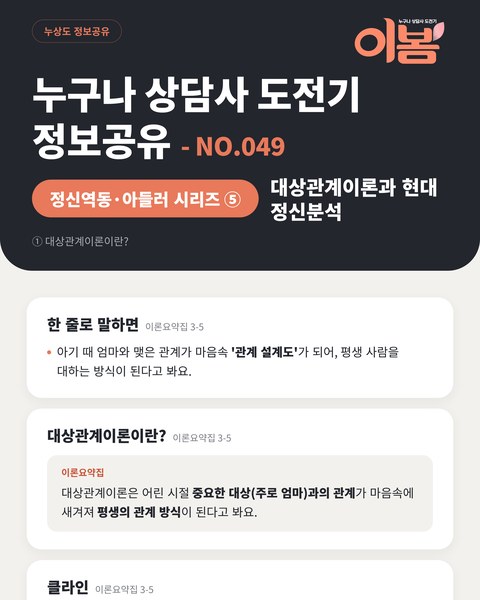 누상도 정보공유
누구나 상담사 도전기
이봄
누구나 상담사 도전기
정보공유 - NO.049
정신역동·아들러 시리즈 ⑤
대상관계이론과 현대
정신분석
① 대상관계이론이란?
한 줄로 말하면 이론요약집 3-5
• 아기 때 엄마와 맺은 관계가 마음속 '관계 설계도'가 되어, 평생 사람을
대하는 방식이 된다고 봐요.
대상관계이론이란? 이론요약집 3-5
이론요약집
대상관계이론은 어린 시절 중요한 대상(주로 엄마)과의 관계가 마음속에
새겨져 평생의 관계 방식이 된다고 봐요.
클라인 이론요약집 3-5